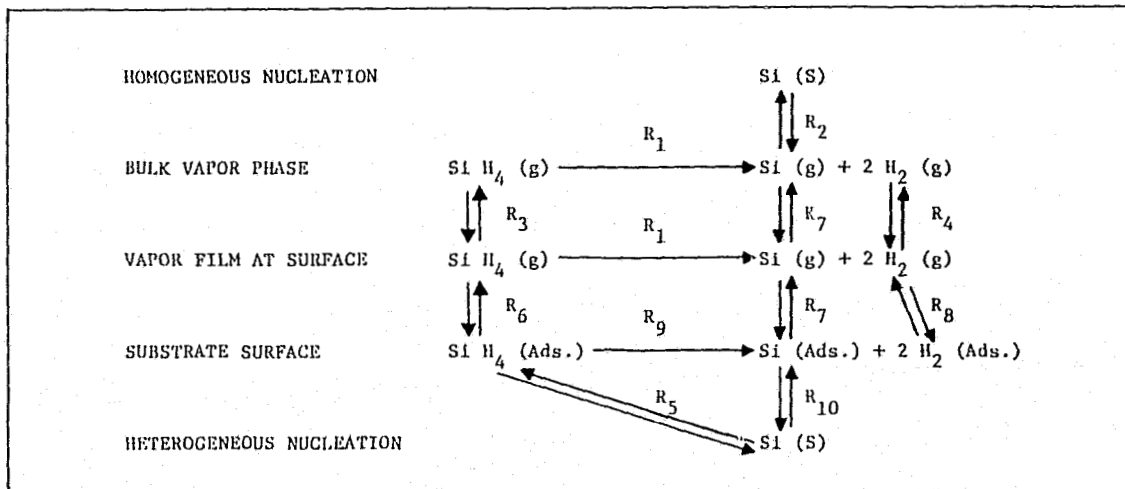 HOMOGENEOUS NUCLEATION Si (S)
R2
R1
BULK VAPOR PHASE Si H4 (g) Si (g) + 2 H2 (g)
R3 R1 K7 R4
VAPOR FILM AT SURFACE Si H4 (g) Si (g) + 2 H2 (g)
R6 R9 R7 R8
SUBSTRATE SURFACE Si H4 (Ads.) Si (Ads.) + 2 H2 (Ads.)
R5 R10
HETEROGENEOUS NUCLEATION Si (S)